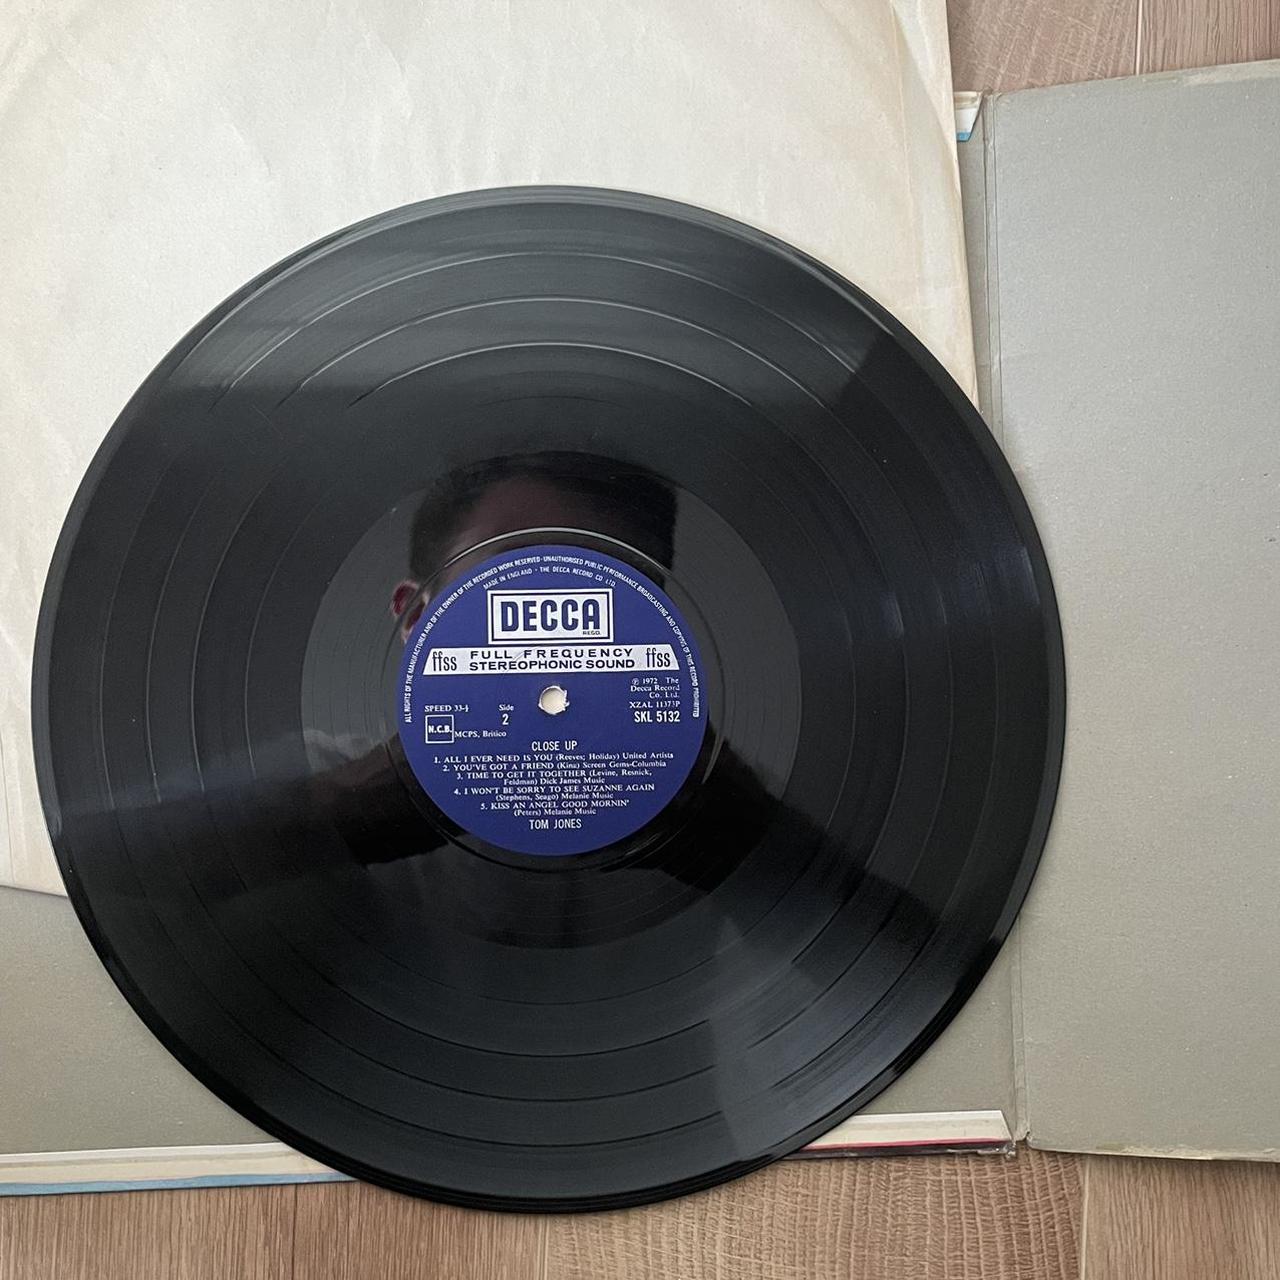 ALL RIGHTS OF THE MANUFACTURER AND OF THE OWNER OF THE RECORDED WORK RESERVED · UNAUTHORISED PUBLIC PERFORMANCE BROADCASTING AND COPYING OF THIS RECORD PROHIBITED
MADE IN ENGLAND · THE DECCA RECORD CO LTD.
DECCA
REGD.
ffss FULL FREQUENCY ffss
STEREOPHONIC SOUND
℗ 1972 The
Decca Record
Co. Ltd.
SPEED 33-⅓
Side
2
XZAL 11373P
SKL 5132
N.C.B. MCPS, Britico
CLOSE UP
1. ALL I EVER NEED IS YOU (Reeves; Holiday) United Artists
2. YOU'VE GOT A FRIEND (King) Screen Gems-Columbia
3. TIME TO GET IT TOGETHER (Levine, Resnick,
Feldman) Dick James Music
4. I WON'T BE SORRY TO SEE SUZANNE AGAIN
(Stephens, Seago) Melanie Music
5. KISS AN ANGEL GOOD MORNIN'
(Peters) Melanie Music
TOM JONES